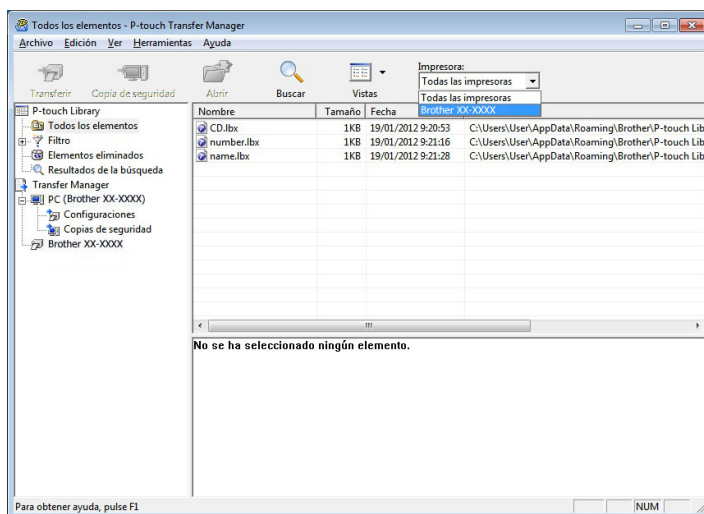 Todos los elementos - P-touch Transfer Manager
Archivo Edición Ver Herramientas Ayuda
Transferir Copia de seguridad Abrir Buscar Vistas
Impresora:
Todas las impresoras
Todas las impresoras
Brother XX-XXXX
P-touch Library
Todos los elementos
Filtro
Elementos eliminados
Resultados de la búsqueda
Transfer Manager
PC (Brother XX-XXXX)
Configuraciones
Copias de seguridad
Brother XX-XXXX
Nombre Tamaño Fecha
CD.lbx 1KB 19/01/2012 9:20:53 C:\Users\User\AppData\Roaming\Brother\P-touch Lib
number.lbx 1KB 19/01/2012 9:21:16 C:\Users\User\AppData\Roaming\Brother\P-touch Lib
name.lbx 1KB 19/01/2012 9:21:28 C:\Users\User\AppData\Roaming\Brother\P-touch Lib
No se ha seleccionado ningún elemento.
Para obtener ayuda, pulse F1
NUM